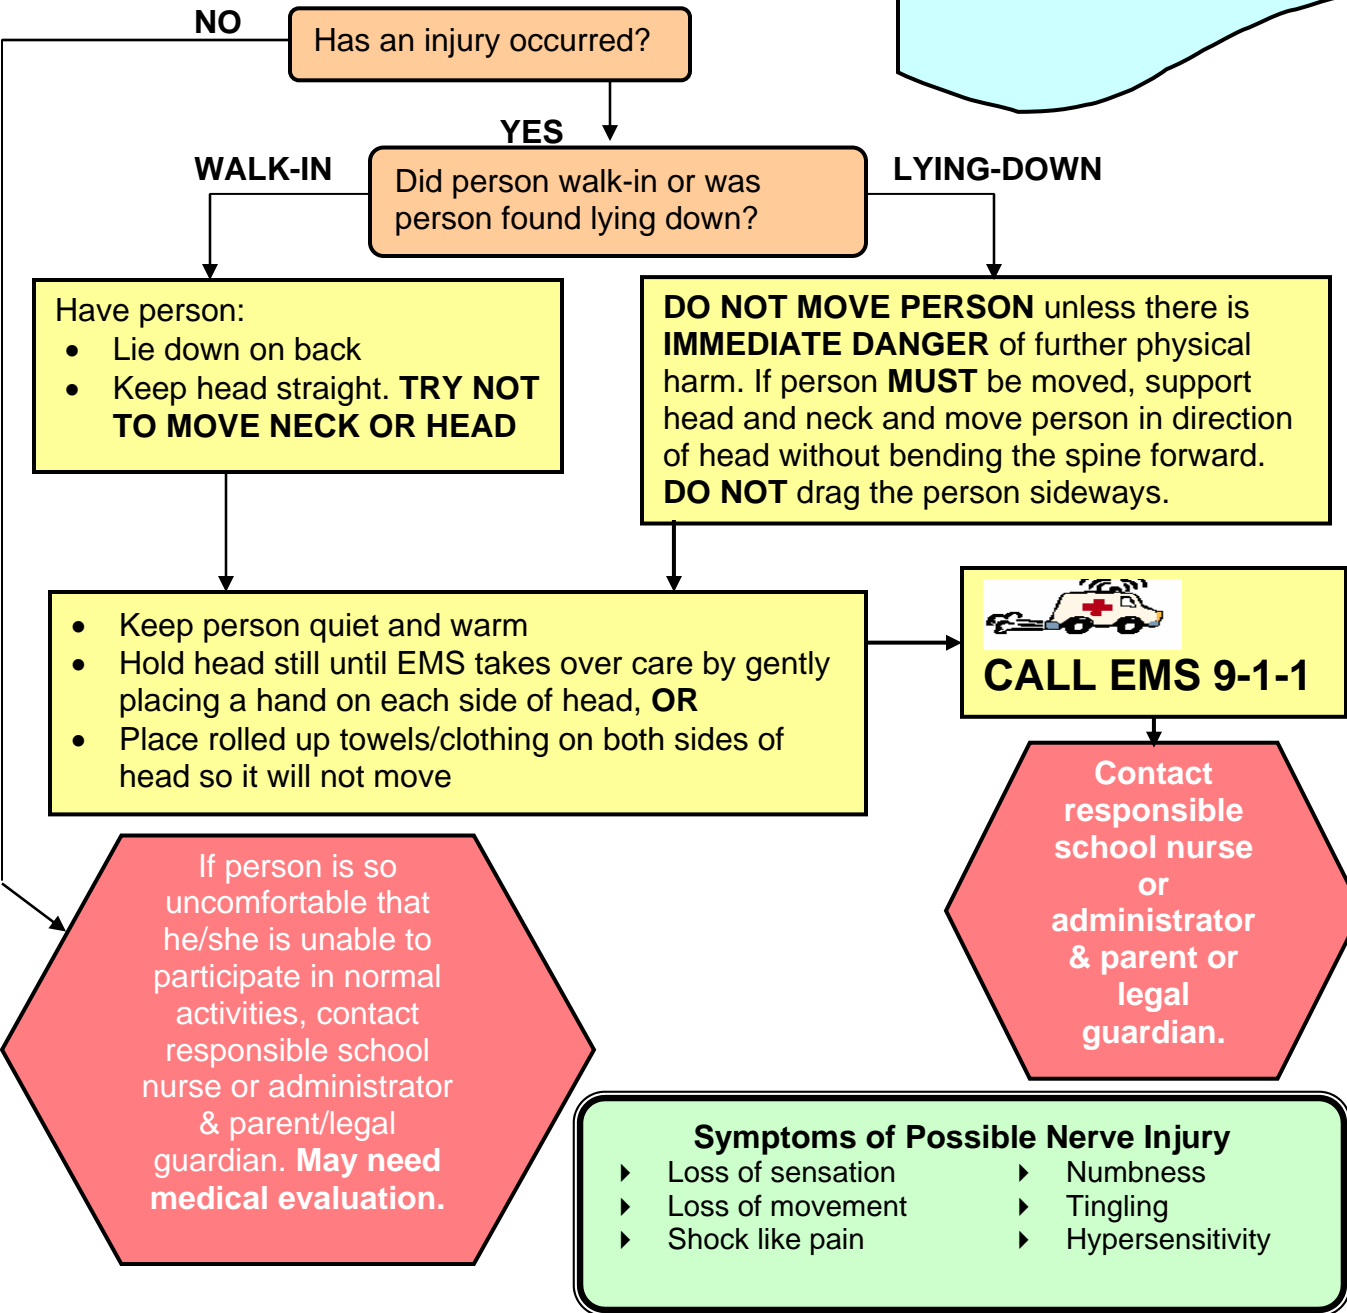 NO
Has an injury occurred?
YES
WALK-IN
Did person walk-in or was
person found lying down?
LYING-DOWN
Have person:
• Lie down on back
• Keep head straight. TRY NOT
TO MOVE NECK OR HEAD
DO NOT MOVE PERSON unless there is
IMMEDIATE DANGER of further physical
harm. If person MUST be moved, support
head and neck and move person in direction
of head without bending the spine forward.
DO NOT drag the person sideways.
• Keep person quiet and warm
• Hold head still until EMS takes over care by gently
placing a hand on each side of head, OR
• Place rolled up towels/clothing on both sides of
head so it will not move
CALL EMS 9-1-1
Contact
responsible
school nurse
or
administrator
& parent or
legal
guardian.
If person is so
uncomfortable that
he/she is unable to
participate in normal
activities, contact
responsible school
nurse or administrator
& parent/legal
guardian. May need
medical evaluation.
Symptoms of Possible Nerve Injury
Loss of sensation
Loss of movement
Shock like pain
Numbness
Tingling
Hypersensitivity